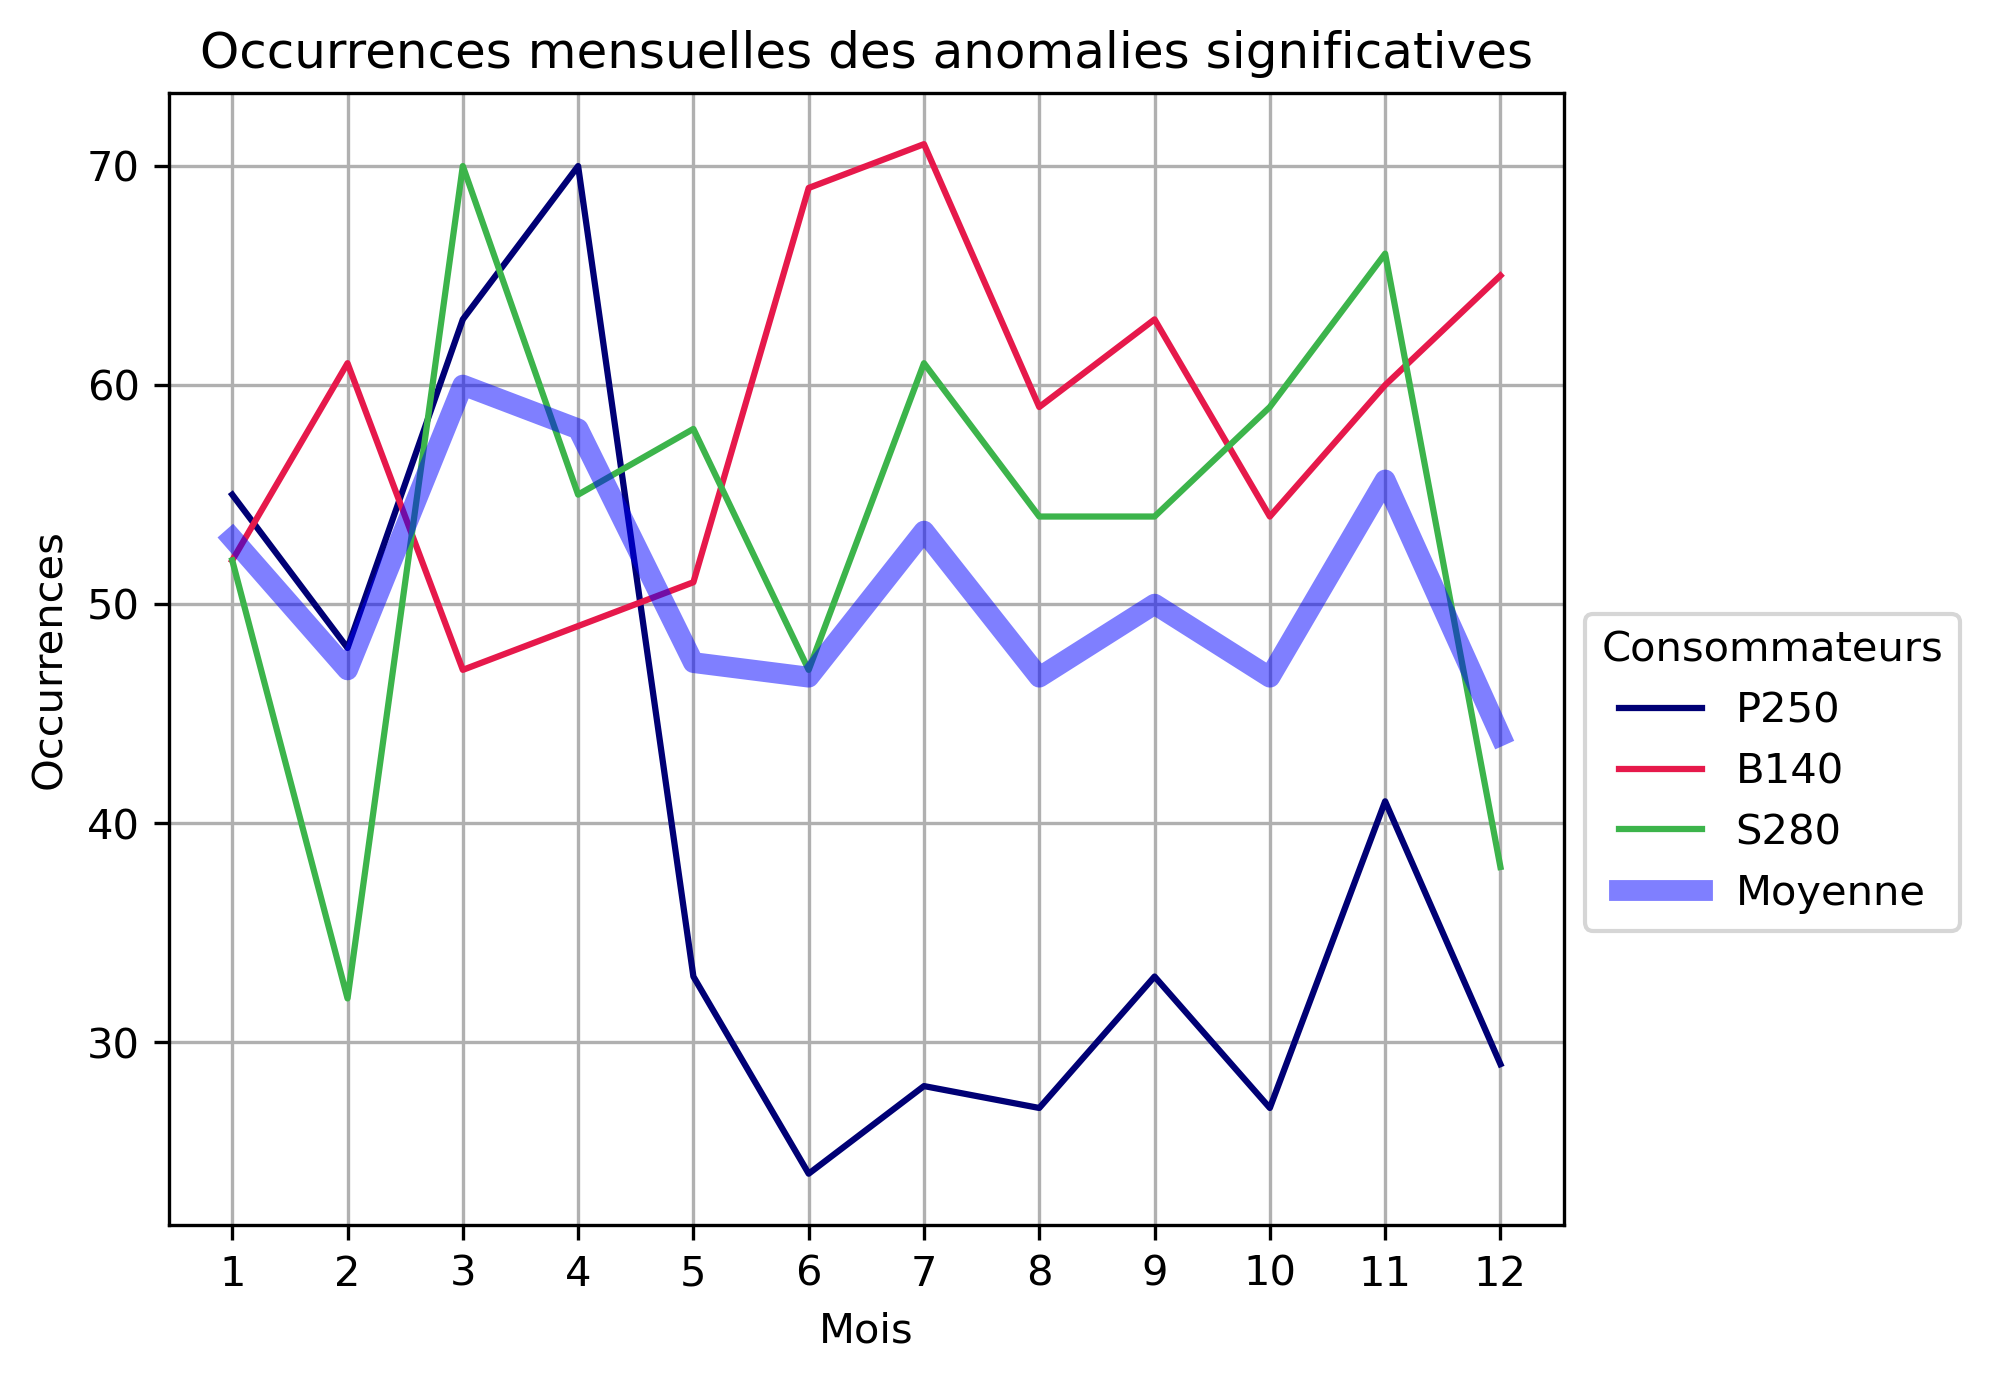 Occurrences mensuelles des anomalies significatives
Occurrences
70
60
50
40
30
1 2 3 4 5 6 7 8 9 10 11 12
Mois
Consommateurs
P250
B140
S280
Moyenne